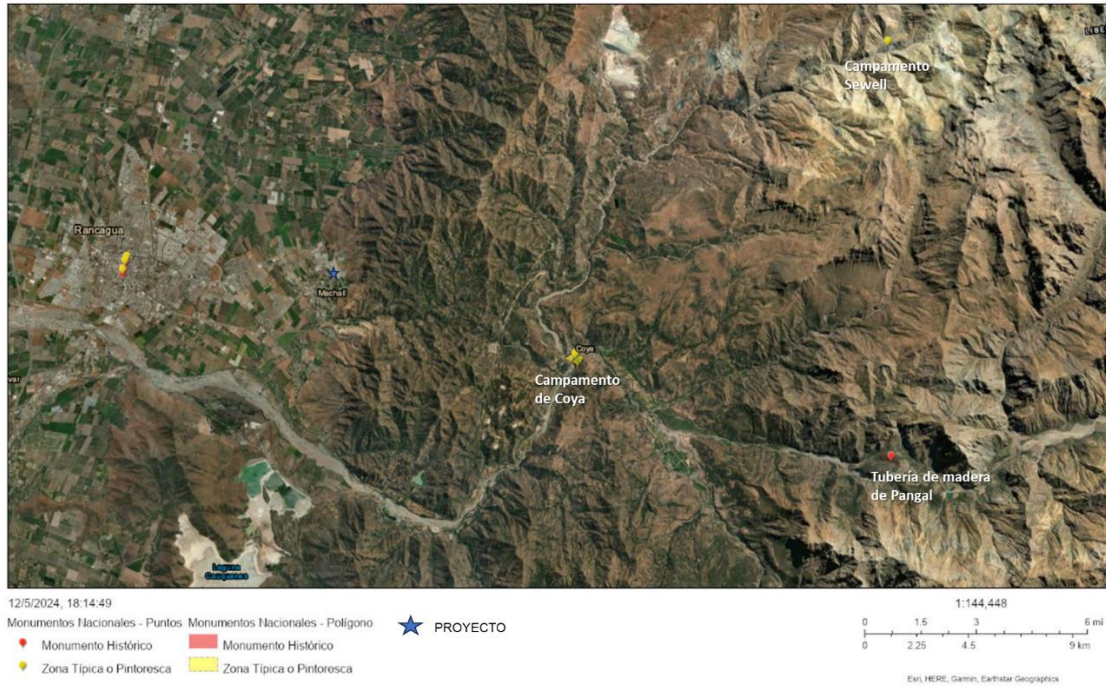 LIBE
Campamento
Sewell
Rancagua
Machalí
Coya
Campamento
de Coya
var
Tubería de madera
de Pangal
Laguna
Cauquenes
12/5/2024, 18:14:49
1:144,448
Monumentos Nacionales - Puntos Monumentos Nacionales - Polígono
PROYECTO
0 1.5 3 6 mi
Monumento Histórico Monumento Histórico
0 2.25 4.5 9 km
Zona Típica o Pintoresca Zona Típica o Pintoresca
Esri, HERE, Garmin, Earthstar Geographics